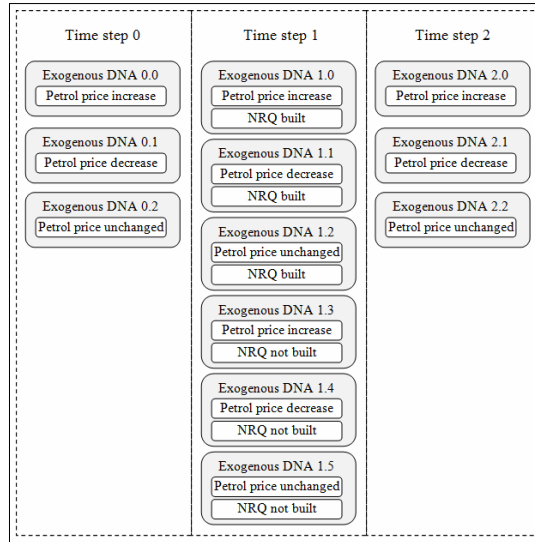 Time step 0
Exogenous DNA 0.0
Petrol price increase
Exogenous DNA 0.1
Petrol price decrease
Exogenous DNA 0.2
Petrol price unchanged
Time step 1
Exogenous DNA 1.0
Petrol price increase
NRQ built
Exogenous DNA 1.1
Petrol price decrease
NRQ built
Exogenous DNA 1.2
Petrol price unchanged
NRQ built
Exogenous DNA 1.3
Petrol price increase
NRQ not built
Exogenous DNA 1.4
Petrol price decrease
NRQ not built
Exogenous DNA 1.5
Petrol price unchanged
NRQ not built
Time step 2
Exogenous DNA 2.0
Petrol price increase
Exogenous DNA 2.1
Petrol price decrease
Exogenous DNA 2.2
Petrol price unchanged